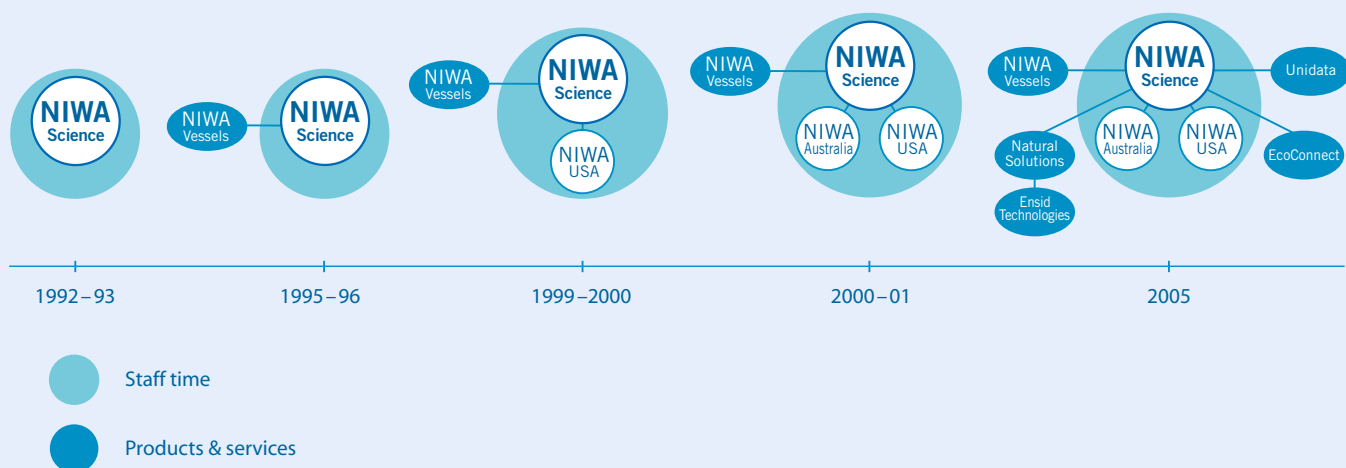 NIWA
Science
NIWA
Vessels
NIWA
Science
NIWA
Vessels
NIWA
Science
NIWA
USA
NIWA
Vessels
NIWA
Science
NIWA
Australia
NIWA
USA
NIWA
Vessels
NIWA
Science
Unidata
Natural
Solutions
NIWA
Australia
NIWA
USA
EcoConnect
Ensid
Technologies
1992–93
1995–96
1999–2000
2000–01
2005
Staff time
Products & services